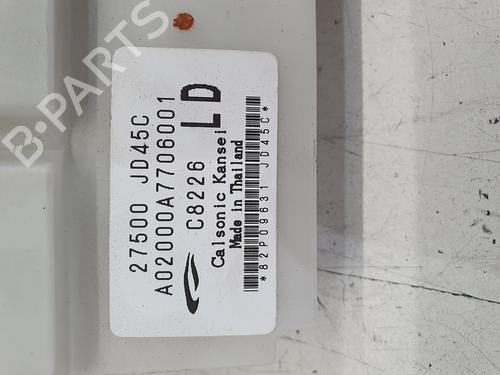 27500 JD45C
A02000A7706001
C8226 LD
Calsonic Kansei
Made in Thailand
*82P09631 JD45C*
B-PARTS